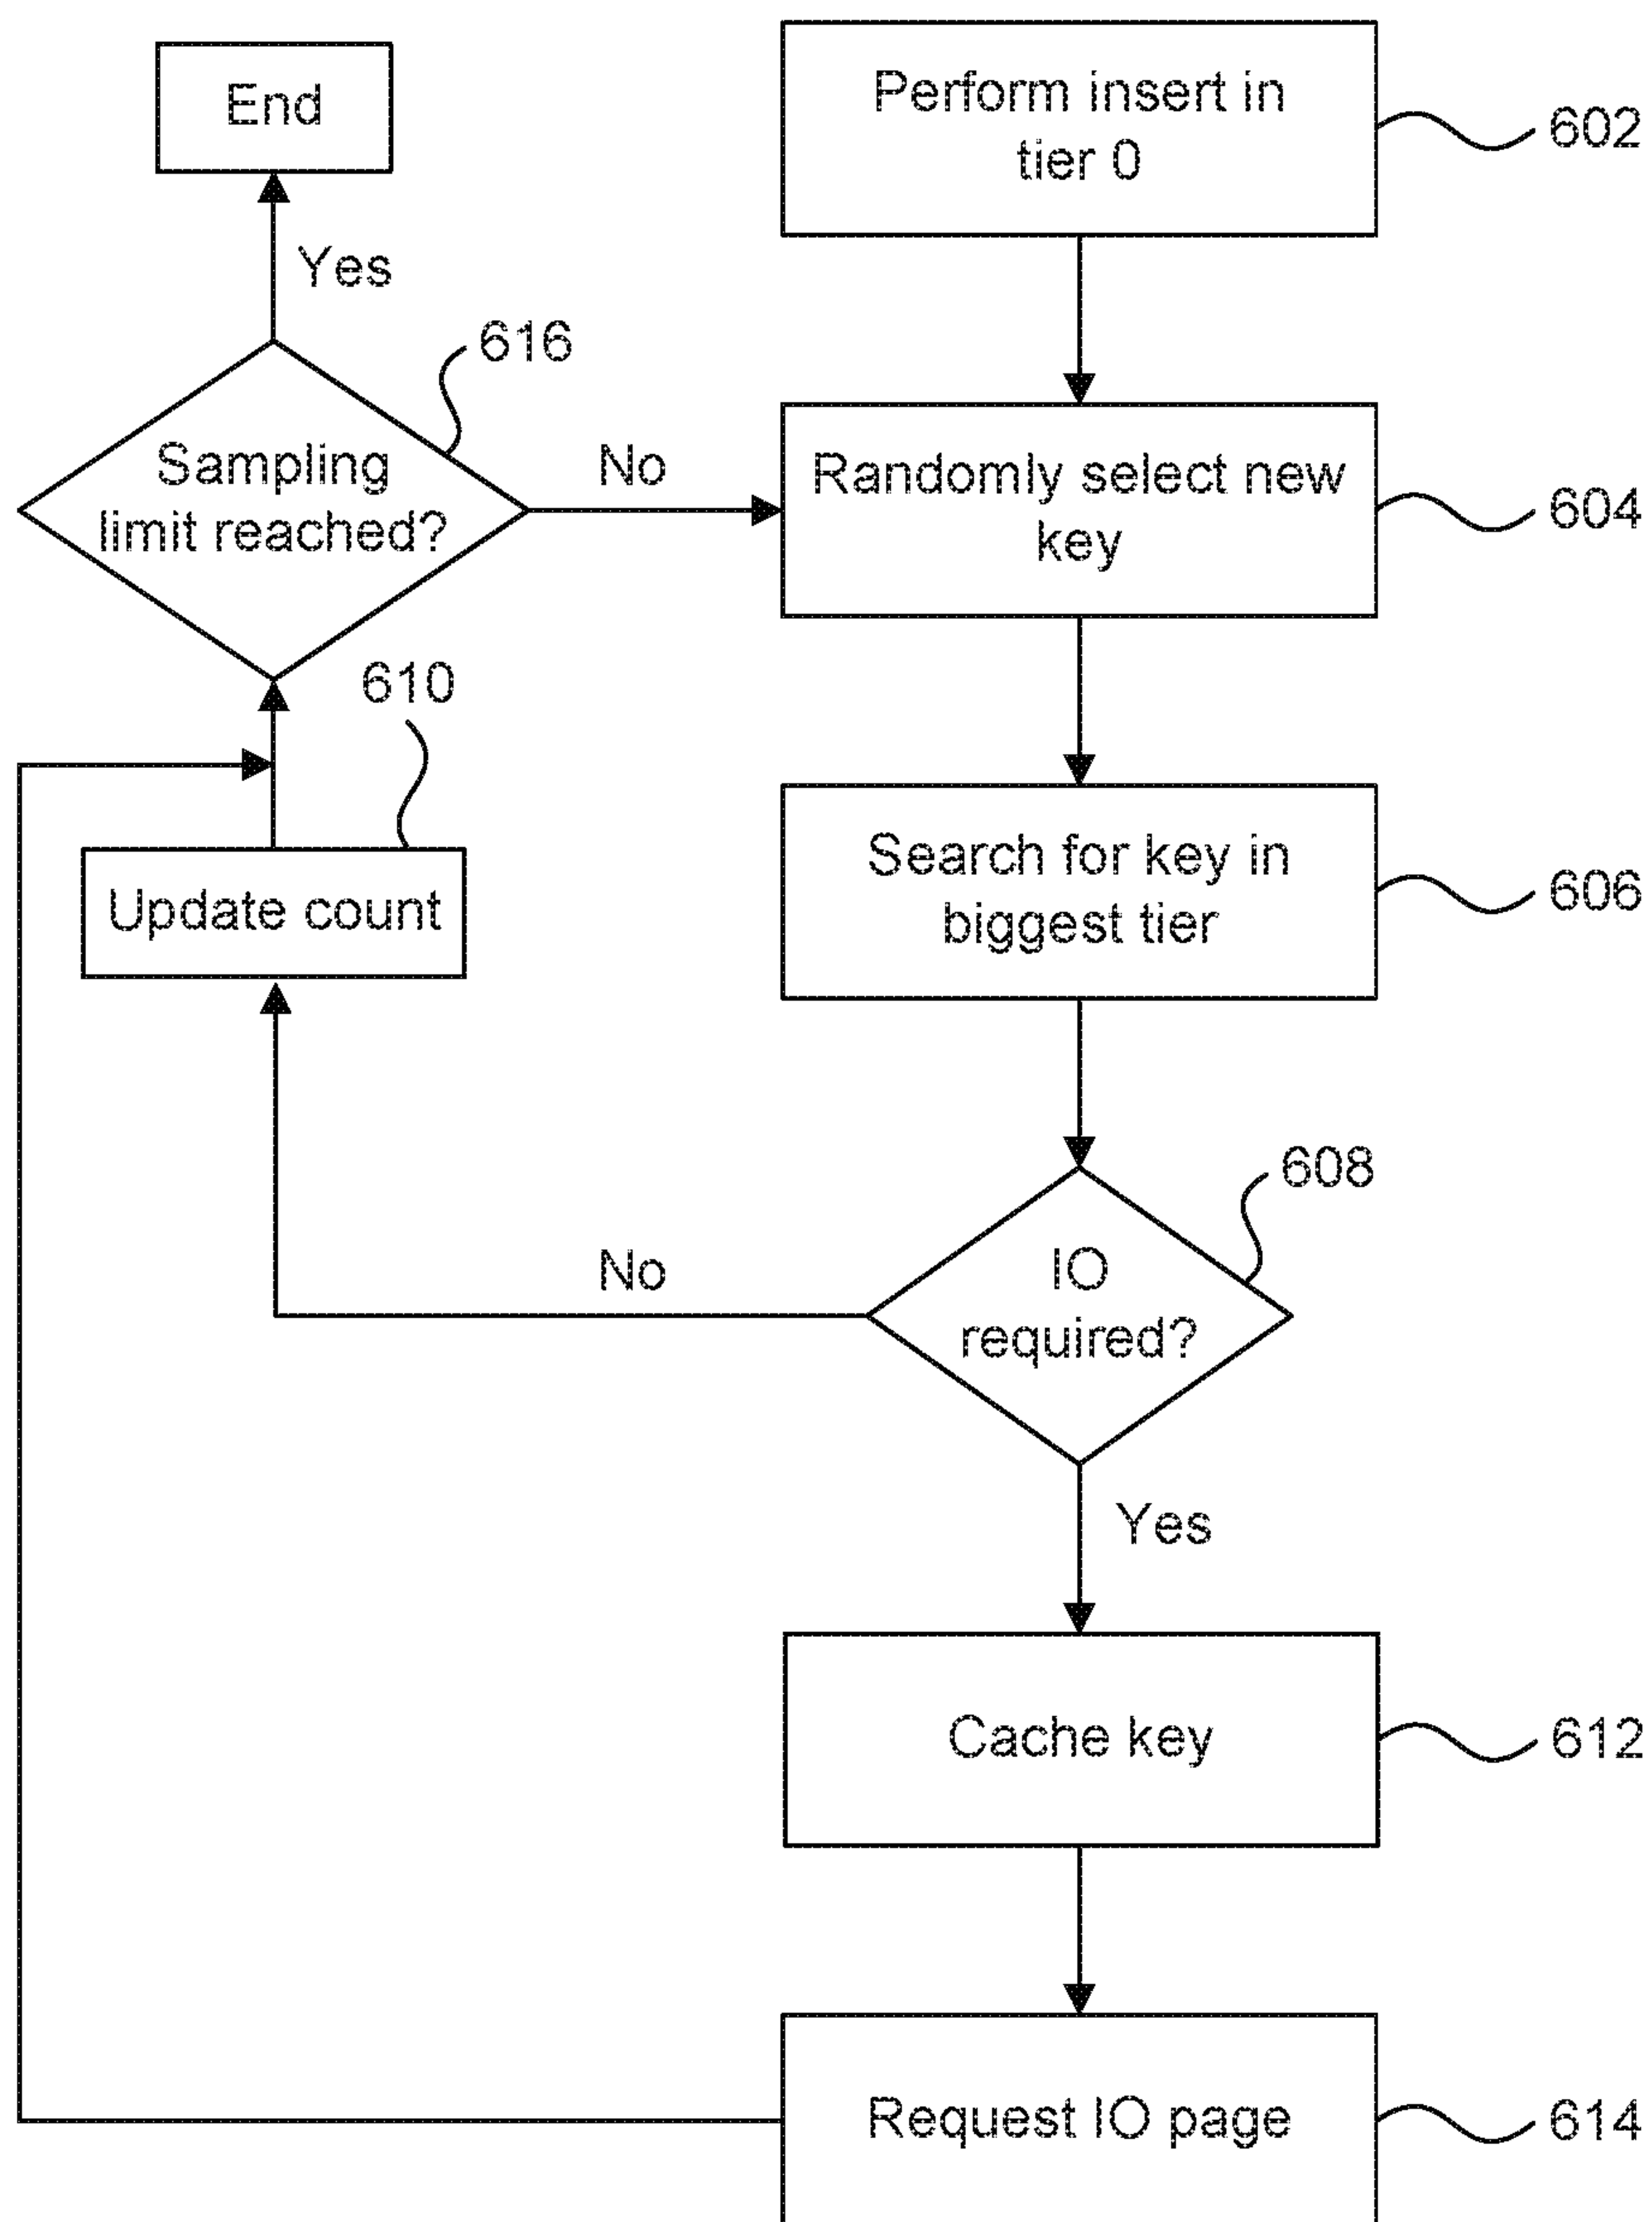 End
Perform insert in
tier 0
602
Yes
616
Sampling
limit reached?
No
Randomly select new
key
604
610
Update count
Search for key in
biggest tier
606
608
No
IO
required?
Yes
Cache key
612
Request IO page
614